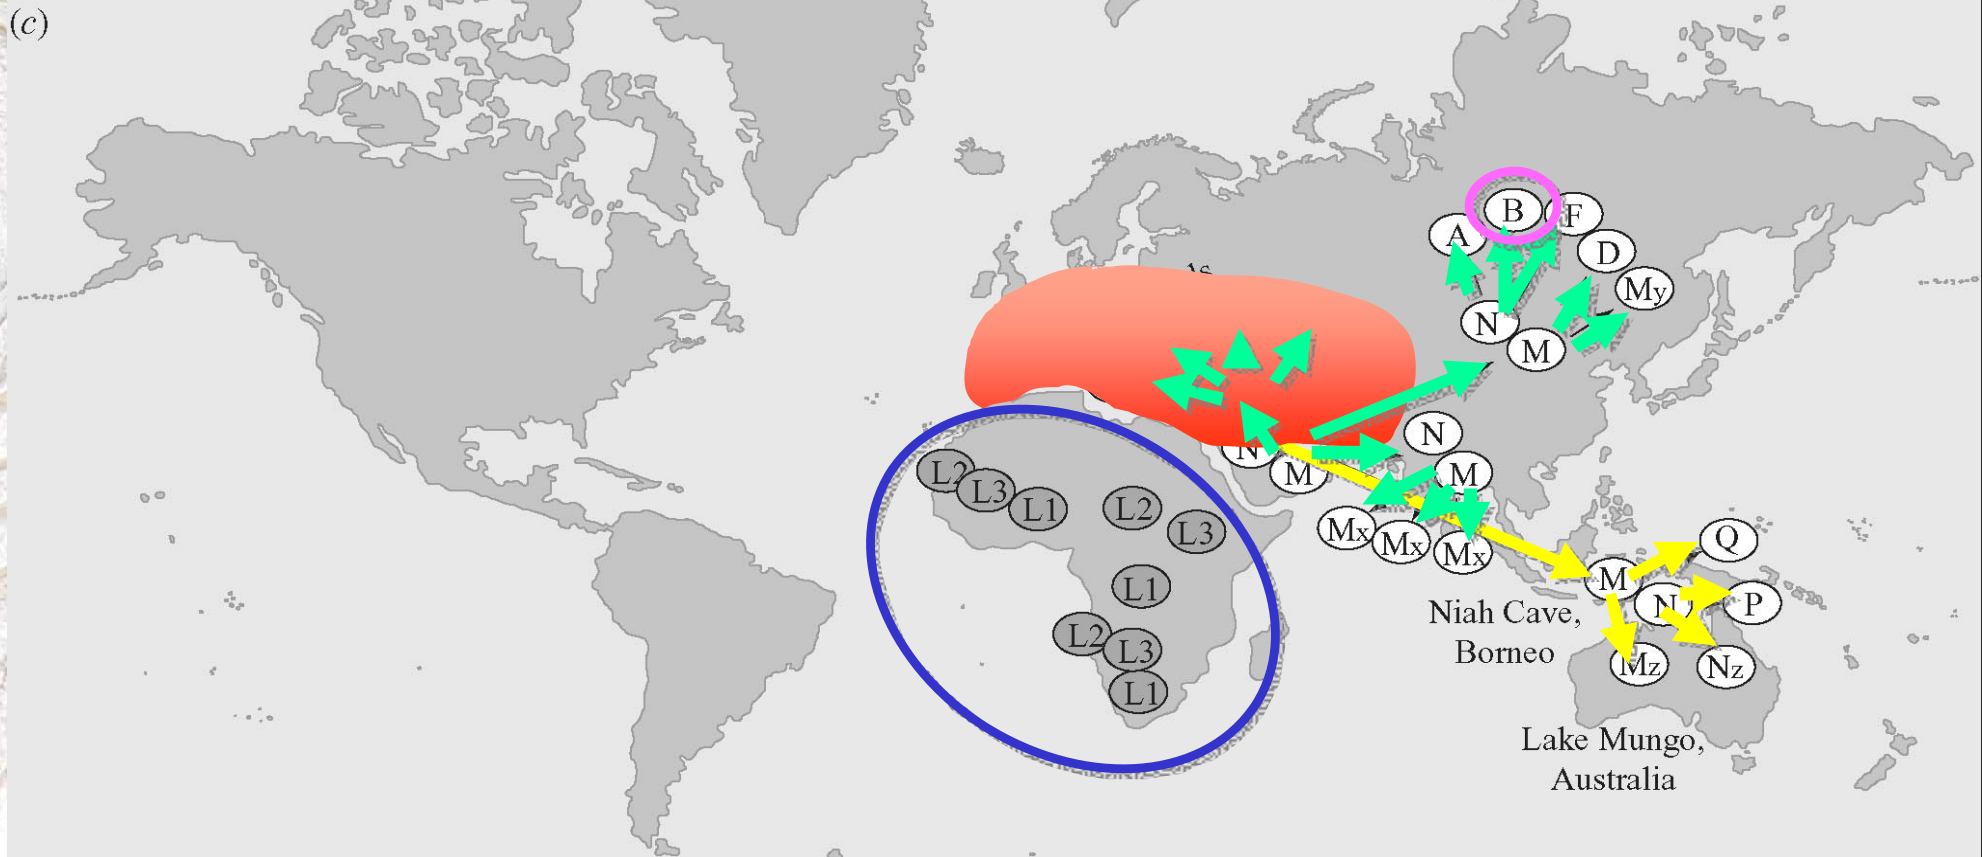 (c)
B
F
A
D
My
N
M
N
N
M
M
L2
L3
L1
L2
L3
Mx
Mx
Mx
Q
M
N
P
L1
Niah Cave,
Borneo
L2
L3
Mz
Nz
L1
Lake Mungo,
Australia